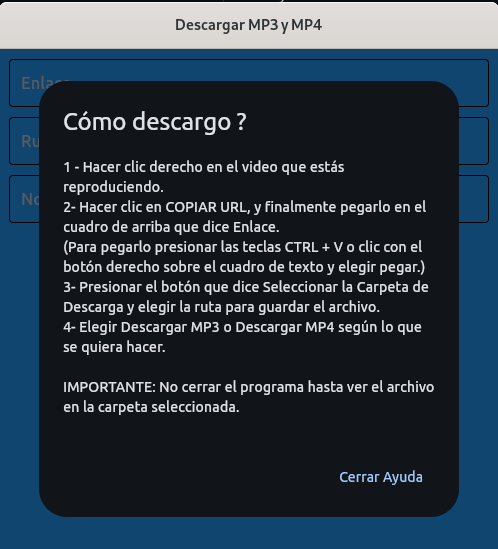 Descargar MP3 y MP4
Enlace
Ru
No
Cómo descargo ?
1 - Hacer clic derecho en el video que estás
reproduciendo.
2- Hacer clic en COPIAR URL, y finalmente pegarlo en el
cuadro de arriba que dice Enlace.
(Para pegarlo presionar las teclas CTRL + V o clic con el
botón derecho sobre el cuadro de texto y elegir pegar.)
3- Presionar el botón que dice Seleccionar la Carpeta de
Descarga y elegir la ruta para guardar el archivo.
4- Elegir Descargar MP3 o Descargar MP4 según lo que
se quiera hacer.
IMPORTANTE: No cerrar el programa hasta ver el archivo
en la carpeta seleccionada.
Cerrar Ayuda